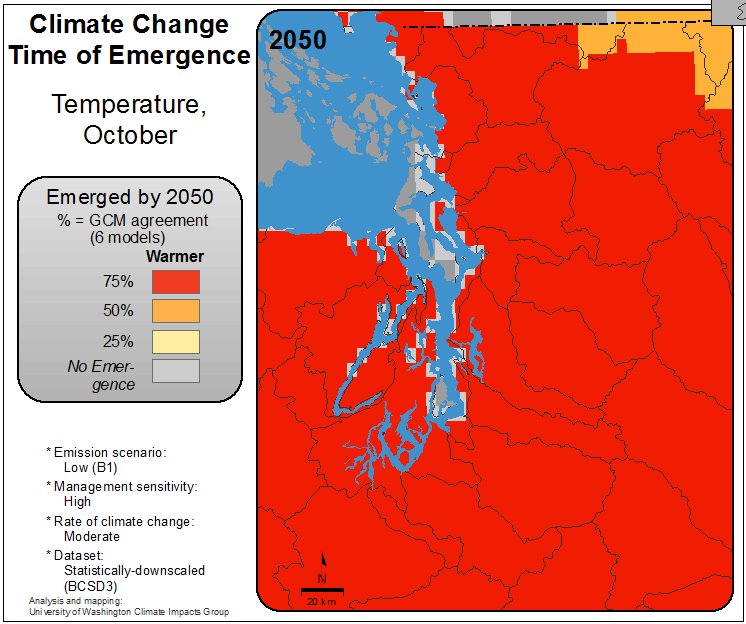 Climate Change
Time of Emergence
Temperature,
October
Emerged by 2050
% = GCM agreement
(6 models)
Warmer
75%
50%
25%
No Emer-
gence
* Emission scenario:
Low (B1)
* Management sensitivity:
High
* Rate of climate change:
Moderate
* Dataset:
Statistically-downscaled
(BCSD3)
Analysis and mapping:
University of Washington Climate Impacts Group
2050
N
20 km